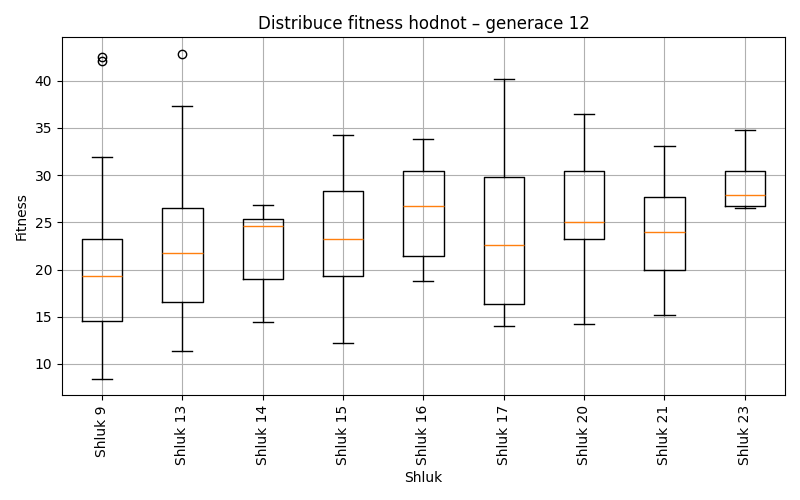 Distribuce fitness hodnot – generace 12
Fitness
40
35
30
25
20
15
10
Shluk 9
Shluk 13
Shluk 14
Shluk 15
Shluk 16
Shluk 17
Shluk 20
Shluk 21
Shluk 23
Shluk